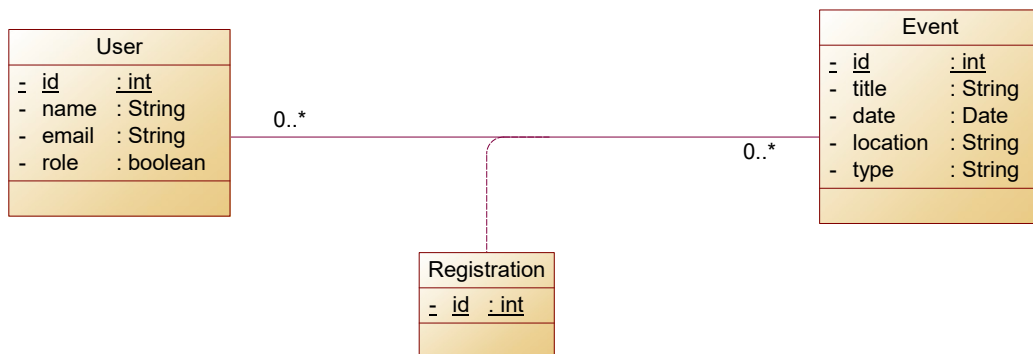 User
- id : int
- name : String
- email : String
- role : boolean
0..*
0..*
Event
- id : int
- title : String
- date : Date
- location : String
- type : String
Registration
- id : int